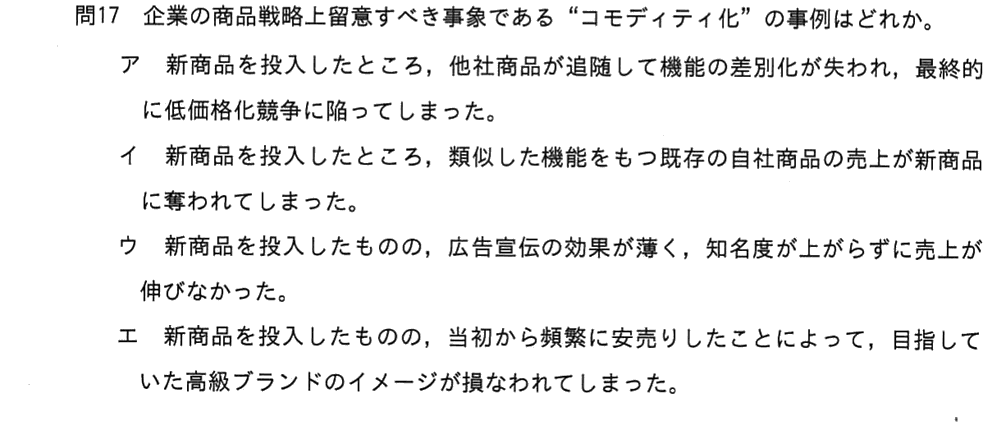 問17 企業の商品戦略上留意すべき事象である“コモディティ化”の事例はどれか。
ア 新商品を投入したところ，他社商品が追随して機能の差別化が失われ，最終的
に低価格化競争に陥ってしまった。
イ 新商品を投入したところ，類似した機能をもつ既存の自社商品の売上が新商品
に奪われてしまった。
ウ 新商品を投入したものの，広告宣伝の効果が薄く，知名度が上がらずに売上が
伸びなかった。
エ 新商品を投入したものの，当初から頻繁に安売りしたことによって，目指して
いた高級ブランドのイメージが損なわれてしまった。